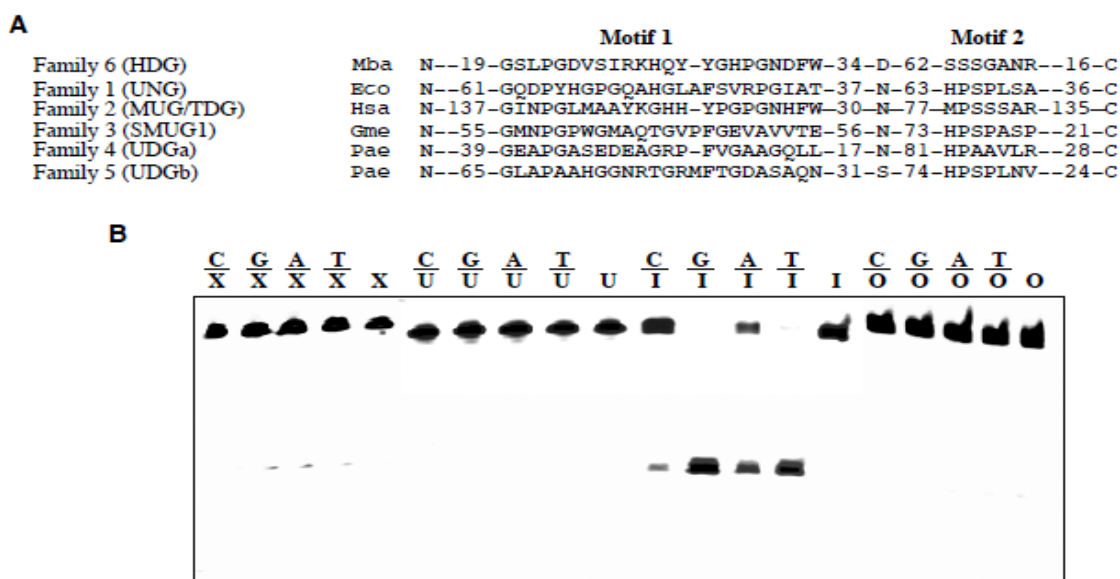 A
Motif 1 Motif 2
Family 6 (HDG) Mba N--19-GSLPGDVSIRKHQY-YGHPGNDFW-34-D-62-SSSGANR--16-C
Family 1 (UNG) Eco N--61-GQDPYHGPGQAHGLAFSVRPGIAT-37-N-63-HPSPLSA-36-C
Family 2 (MUG/TDG) Hsa N-137-GINPGLMAAYKGHH-YPGPGNHFW-30-N-77-MPSSSAR-135-C
Family 3 (SMUG1) Gme N--55-GMNPGPWGMAQTGVPFGEVAVVTE-56-N-73-HPSPASP--21-C
Family 4 (UDGa) Pae N--39-GEAPGASEDEAGRP-FVGAAGQLL-17-N-81-HPAAVLR--28-C
Family 5 (UDGb) Pae N--65-GLAPAAHGGNRTGRMFTGDASAQN-31-S-74-HPSPLNV--24-C
B
C G A T C G A T C G A T C G A T
X X X X X U U U U U I I I I I O O O O O